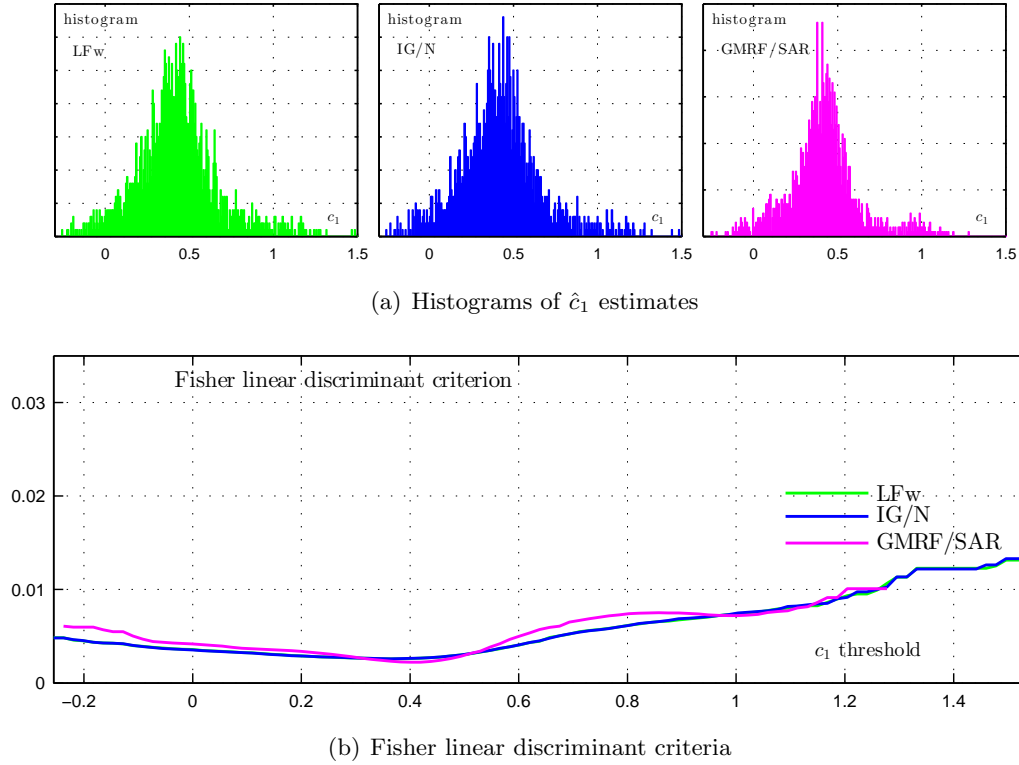 histogram
LFw
c₁
0 0.5 1 1.5
histogram
IG/N
c₁
0 0.5 1 1.5
histogram
GMRF/SAR
c₁
0 0.5 1 1.5
(a) Histograms of ĉ₁ estimates
Fisher linear discriminant criterion
0.03
0.02
0.01
0
LFw
IG/N
GMRF/SAR
c₁ threshold
−0.2 0 0.2 0.4 0.6 0.8 1 1.2 1.4
(b) Fisher linear discriminant criteria